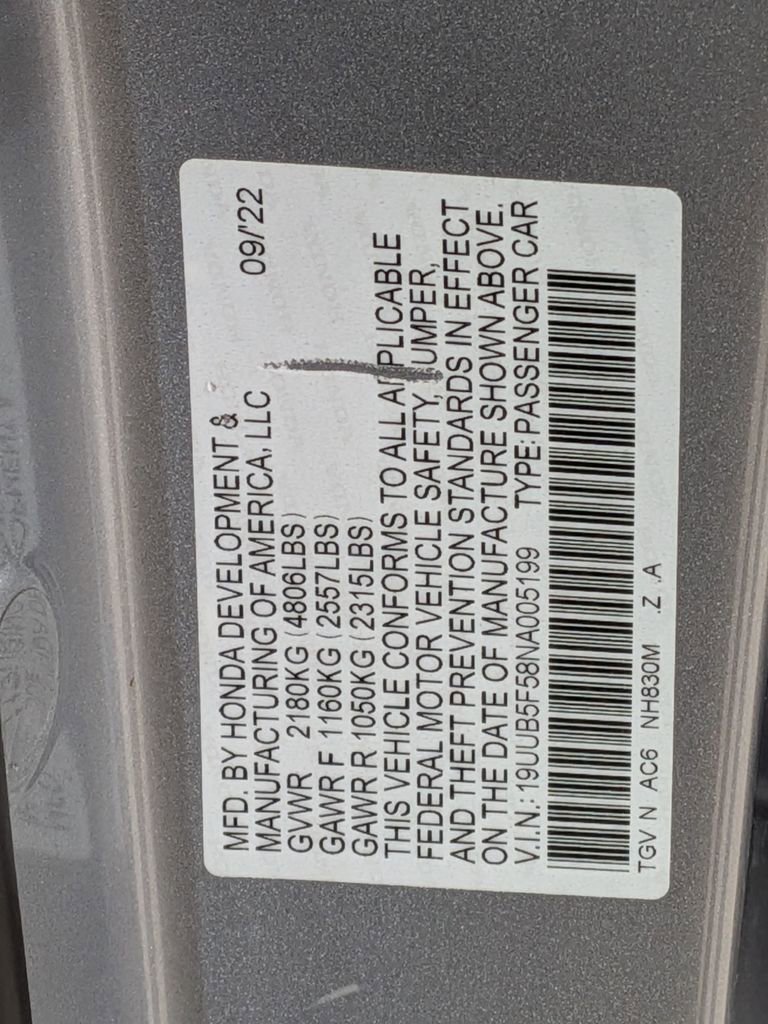 MFD. BY HONDA DEVELOPMENT &
MANUFACTURING OF AMERICA, LLC 09/'22
GVWR 2180KG (4806LBS)
GAWR F 1160KG (2557LBS)
GAWR R 1050KG (2315LBS)
THIS VEHICLE CONFORMS TO ALL APPLICABLE
FEDERAL MOTOR VEHICLE SAFETY, BUMPER,
AND THEFT PREVENTION STANDARDS IN EFFECT
ON THE DATE OF MANUFACTURE SHOWN ABOVE.
V.I.N.: 19UUB5F58NA005199 TYPE: PASSENGER CAR
TGV N AC6 NH830M .Z .A